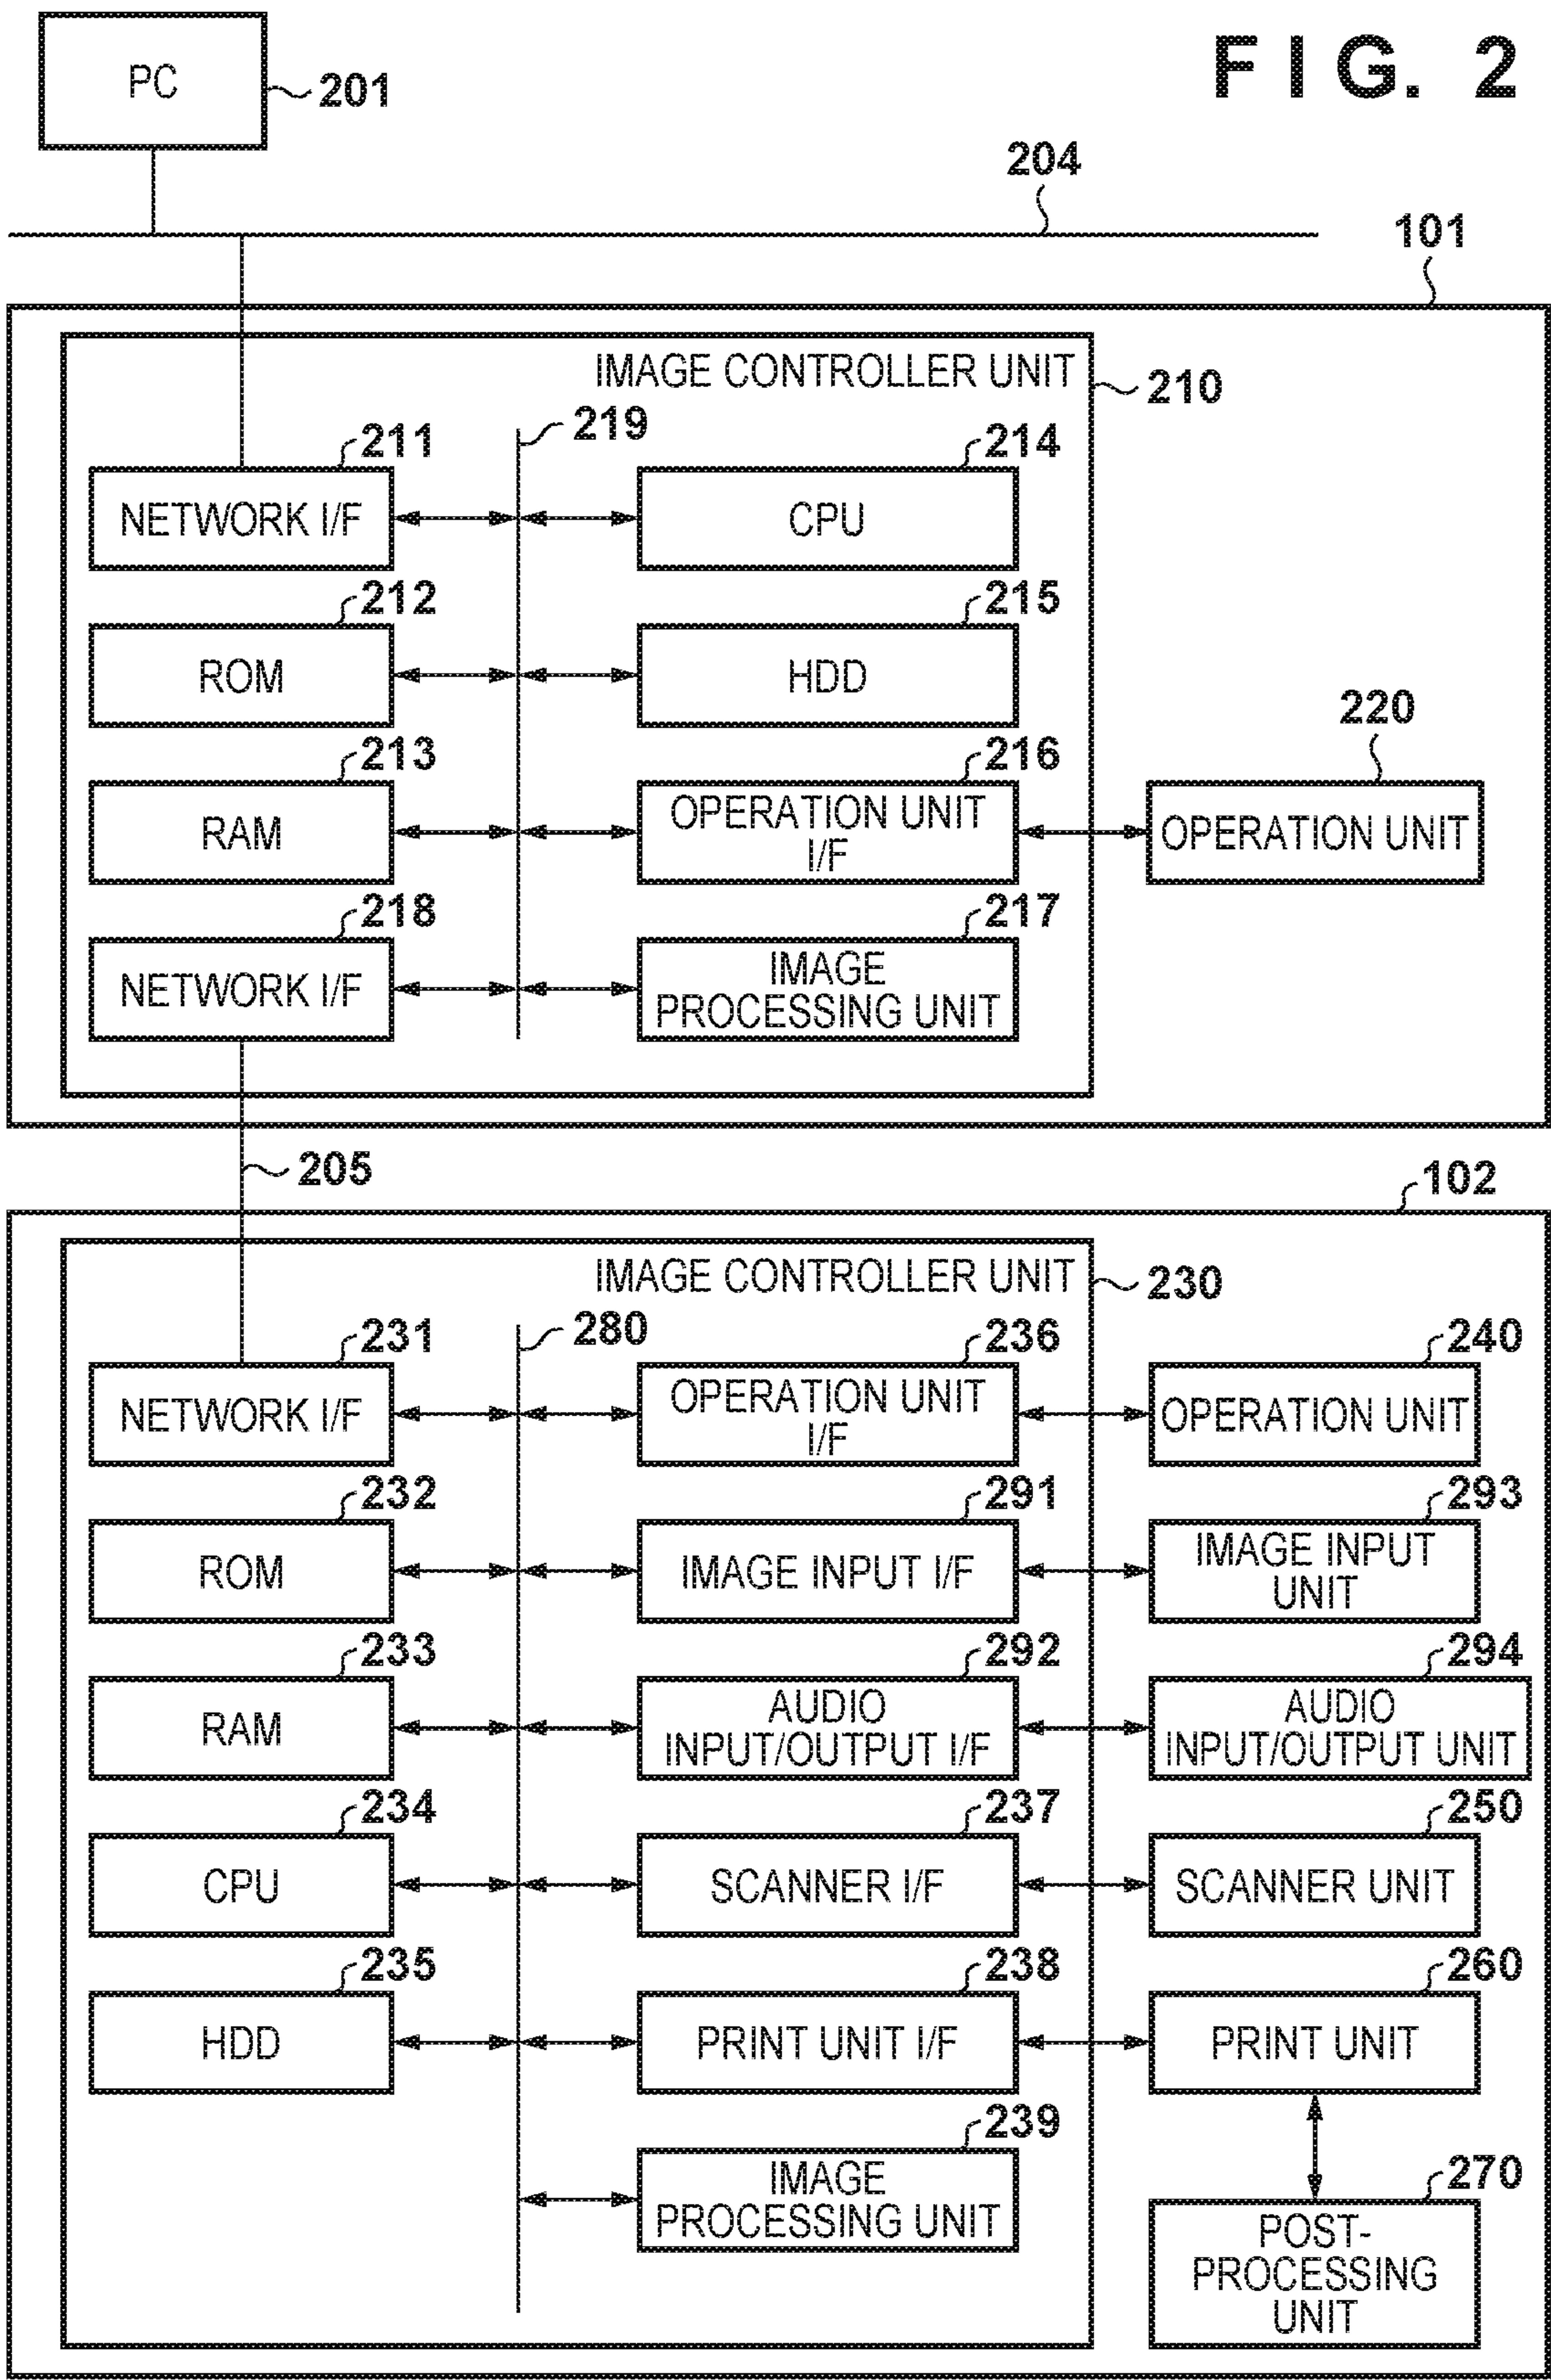 FIG. 2
PC
201
204
101
IMAGE CONTROLLER UNIT
210
219
211
NETWORK I/F
214
CPU
212
ROM
215
HDD
213
RAM
216
OPERATION UNIT
I/F
220
OPERATION UNIT
218
NETWORK I/F
217
IMAGE
PROCESSING UNIT
205
102
IMAGE CONTROLLER UNIT
230
280
231
NETWORK I/F
236
OPERATION UNIT
I/F
240
OPERATION UNIT
232
ROM
291
IMAGE INPUT I/F
293
IMAGE INPUT
UNIT
233
RAM
292
AUDIO
INPUT/OUTPUT I/F
294
AUDIO
INPUT/OUTPUT UNIT
234
CPU
237
SCANNER I/F
250
SCANNER UNIT
235
HDD
238
PRINT UNIT I/F
260
PRINT UNIT
239
IMAGE
PROCESSING UNIT
270
POST-
PROCESSING
UNIT